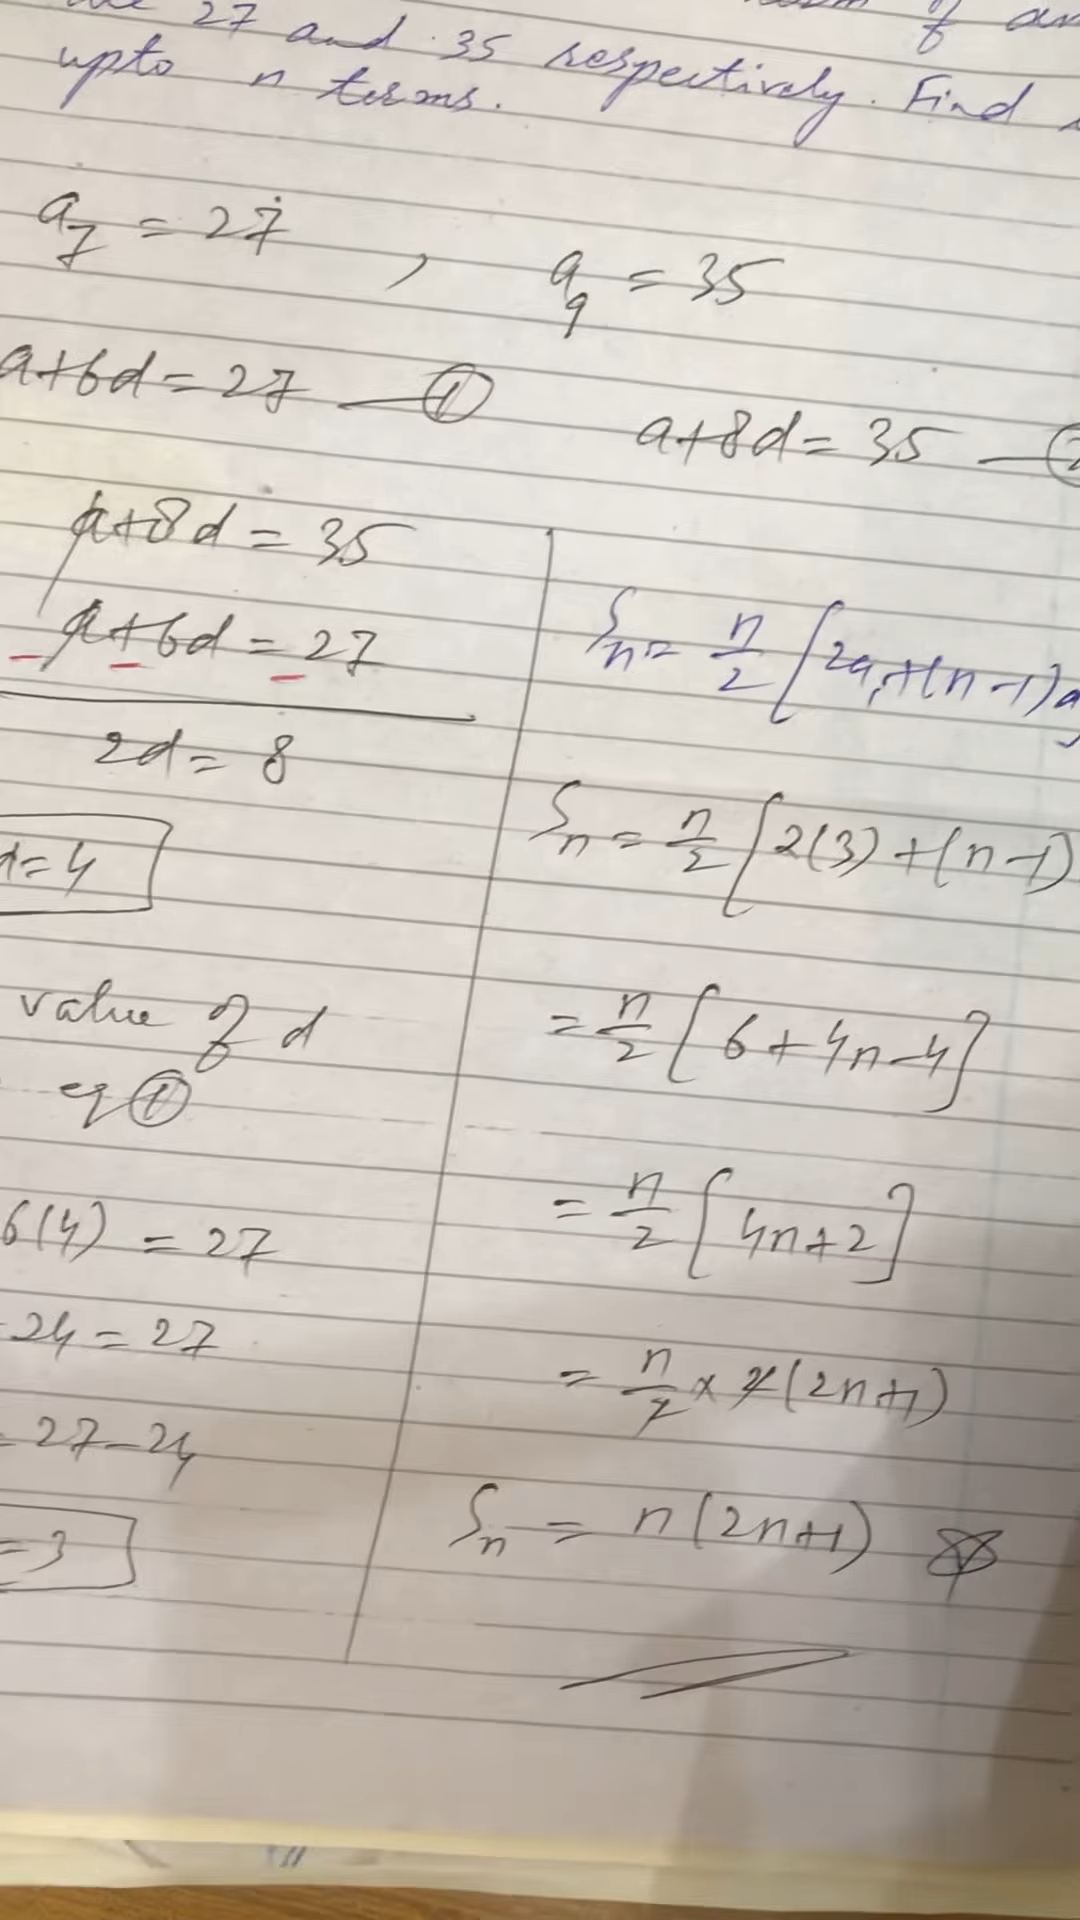 27 and 35 respectively. Find
upto n terms.
a₇ = 27 , a₉ = 35
a+6d = 27 — ①
a+8d = 35 —
a+8d = 35
a+6d = 27
- - -
2d = 8
d=4
value of d
eq ①
6(4) = 27
24 = 27
= 27-24
=3
Sn = n/2 [2a,+(n-1)d]
Sn = n/2 [2(3)+(n-1)
= n/2 [6+4n-4]
= n/2 [4n+2]
= n/2 x 2(2n+1)
Sn = n(2n+1)